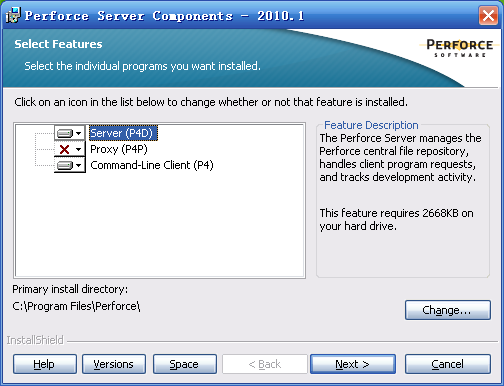 Perforce Server Components - 2010.1
Select Features
Select the individual programs you want installed.
PERFORCE
SOFTWARE
Click on an icon in the list below to change whether or not that feature is installed.
Server (P4D)
Proxy (P4P)
Command-Line Client (P4)
Feature Description
The Perforce Server manages the
Perforce central file repository,
handles client program requests,
and tracks development activity.
This feature requires 2668KB on
your hard drive.
Primary install directory:
C:\Program Files\Perforce\
Change...
InstallShield
Help
Versions
Space
< Back
Next >
Cancel